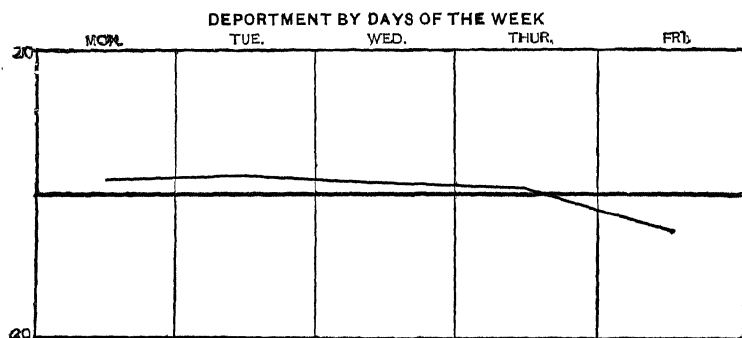 DEPORTMENT BY DAYS OF THE WEEK
MON. TUE. WED. THUR. FRI.
20
20